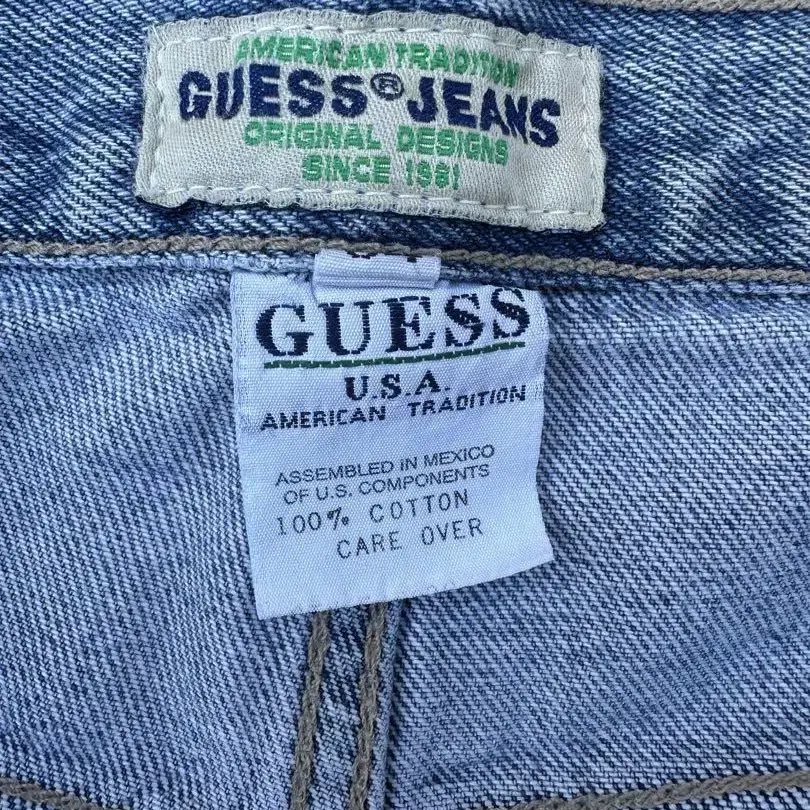 AMERICAN TRADITION
GUESS® JEANS
ORIGINAL DESIGNS
SINCE 1981
GUESS
U.S.A.
AMERICAN TRADITION
ASSEMBLED IN MEXICO
OF U.S. COMPONENTS
100% COTTON
CARE OVER